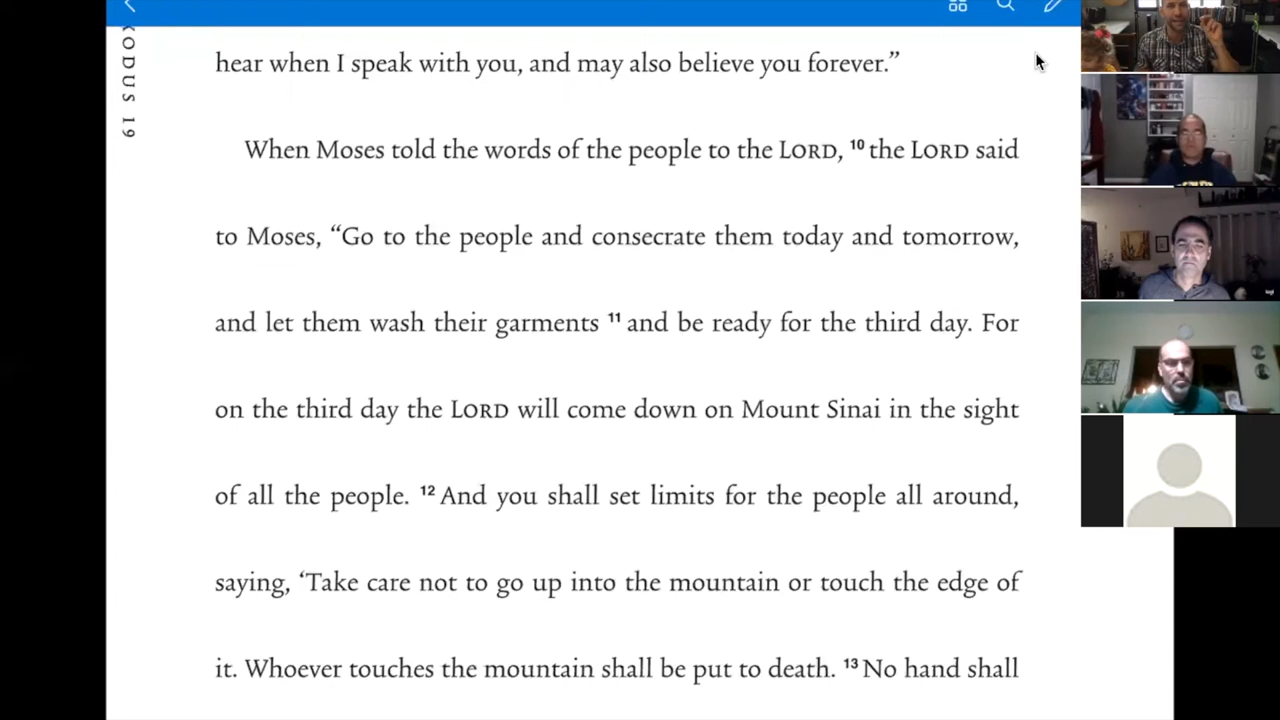 XODUS 19
hear when I speak with you, and may also believe you forever.”
When Moses told the words of the people to the LORD, 10 the LORD said
to Moses, “Go to the people and consecrate them today and tomorrow,
and let them wash their garments 11 and be ready for the third day. For
on the third day the LORD will come down on Mount Sinai in the sight
of all the people. 12 And you shall set limits for the people all around,
saying, ‘Take care not to go up into the mountain or touch the edge of
it. Whoever touches the mountain shall be put to death. 13 No hand shall